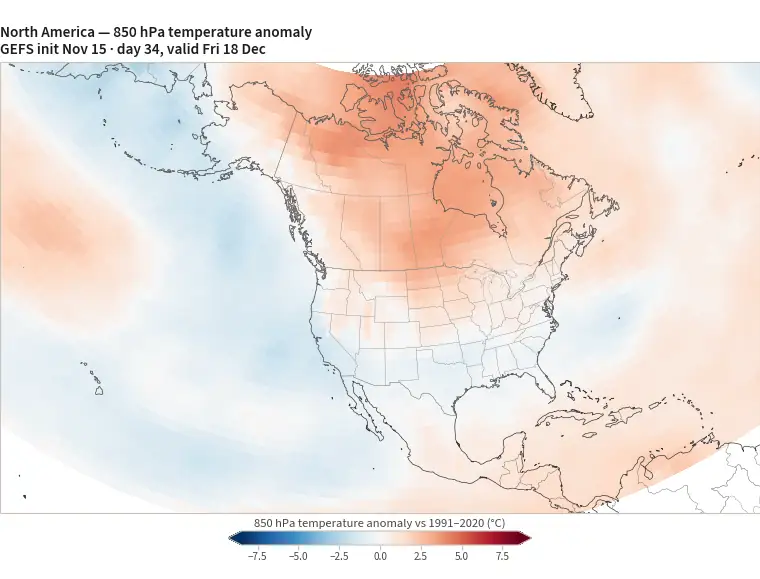 North America — 850 hPa temperature anomaly
GEFS init Nov 15 · day 34, valid Fri 18 Dec
850 hPa temperature anomaly vs 1991–2020 (°C)
−7.5 −5.0 −2.5 0.0 2.5 5.0 7.5